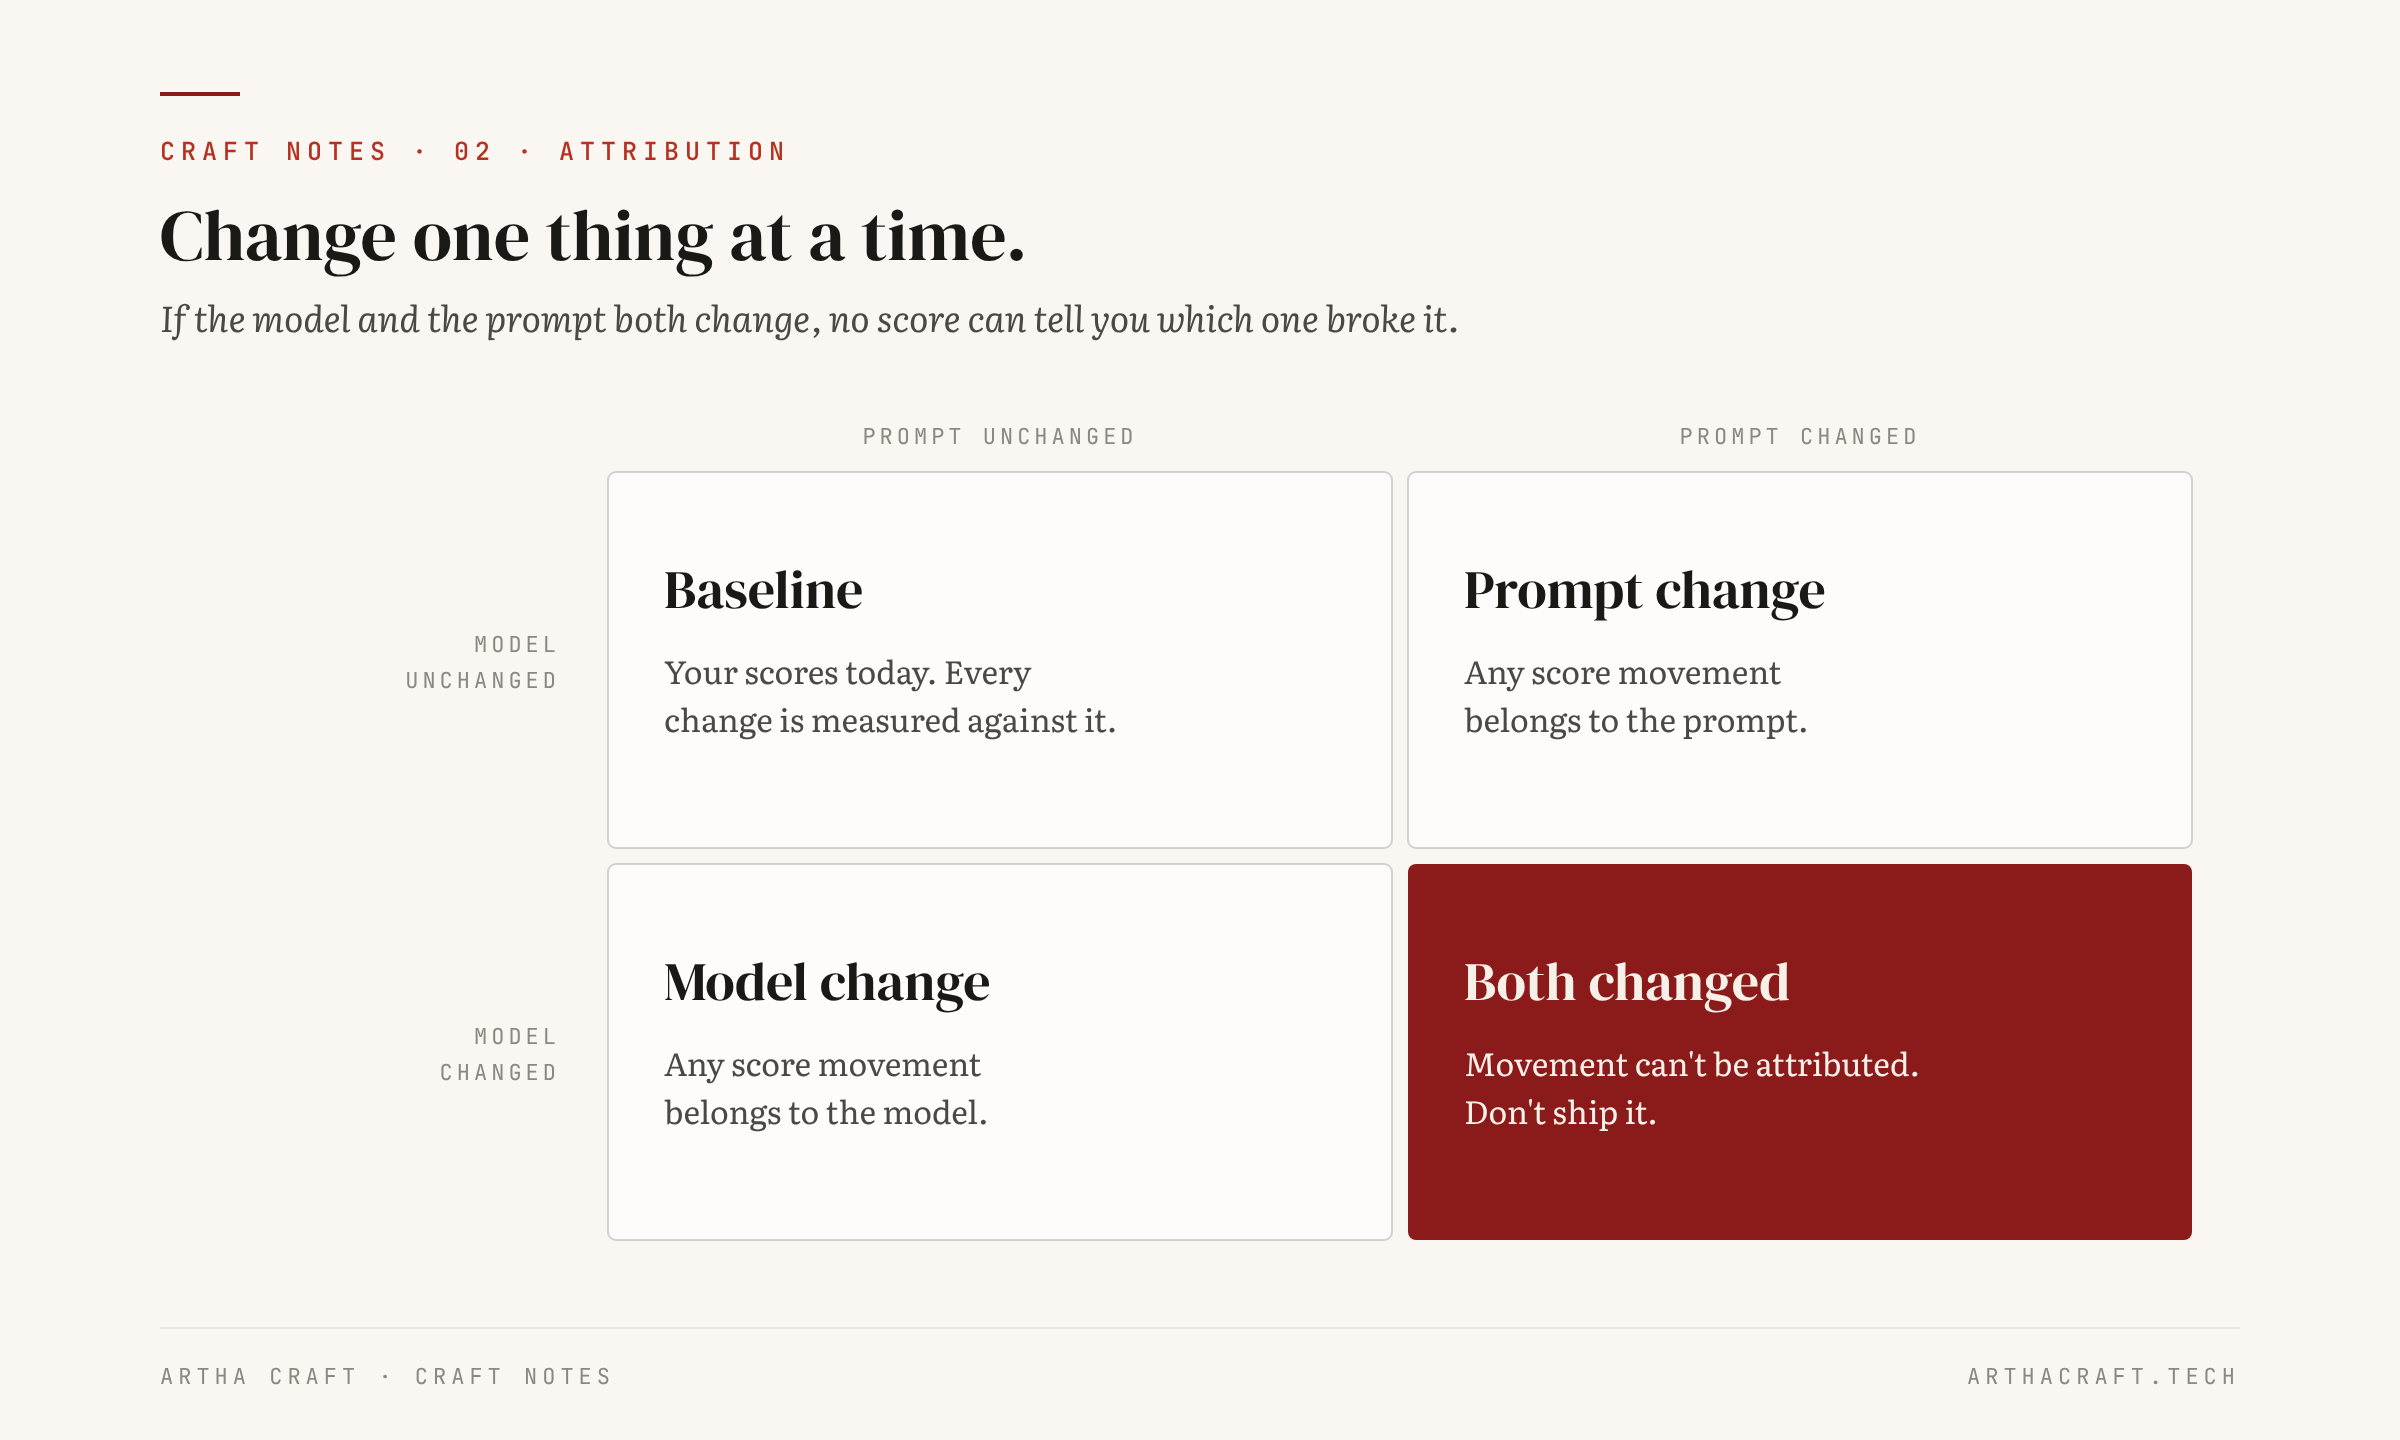 CRAFT NOTES · 02 · ATTRIBUTION
Change one thing at a time.
If the model and the prompt both change, no score can tell you which one broke it.
PROMPT UNCHANGED
PROMPT CHANGED
MODEL
UNCHANGED
Baseline
Your scores today. Every
change is measured against it.
Prompt change
Any score movement
belongs to the prompt.
MODEL
CHANGED
Model change
Any score movement
belongs to the model.
Both changed
Movement can't be attributed.
Don't ship it.
ARTHA CRAFT · CRAFT NOTES
ARTHACRAFT.TECH